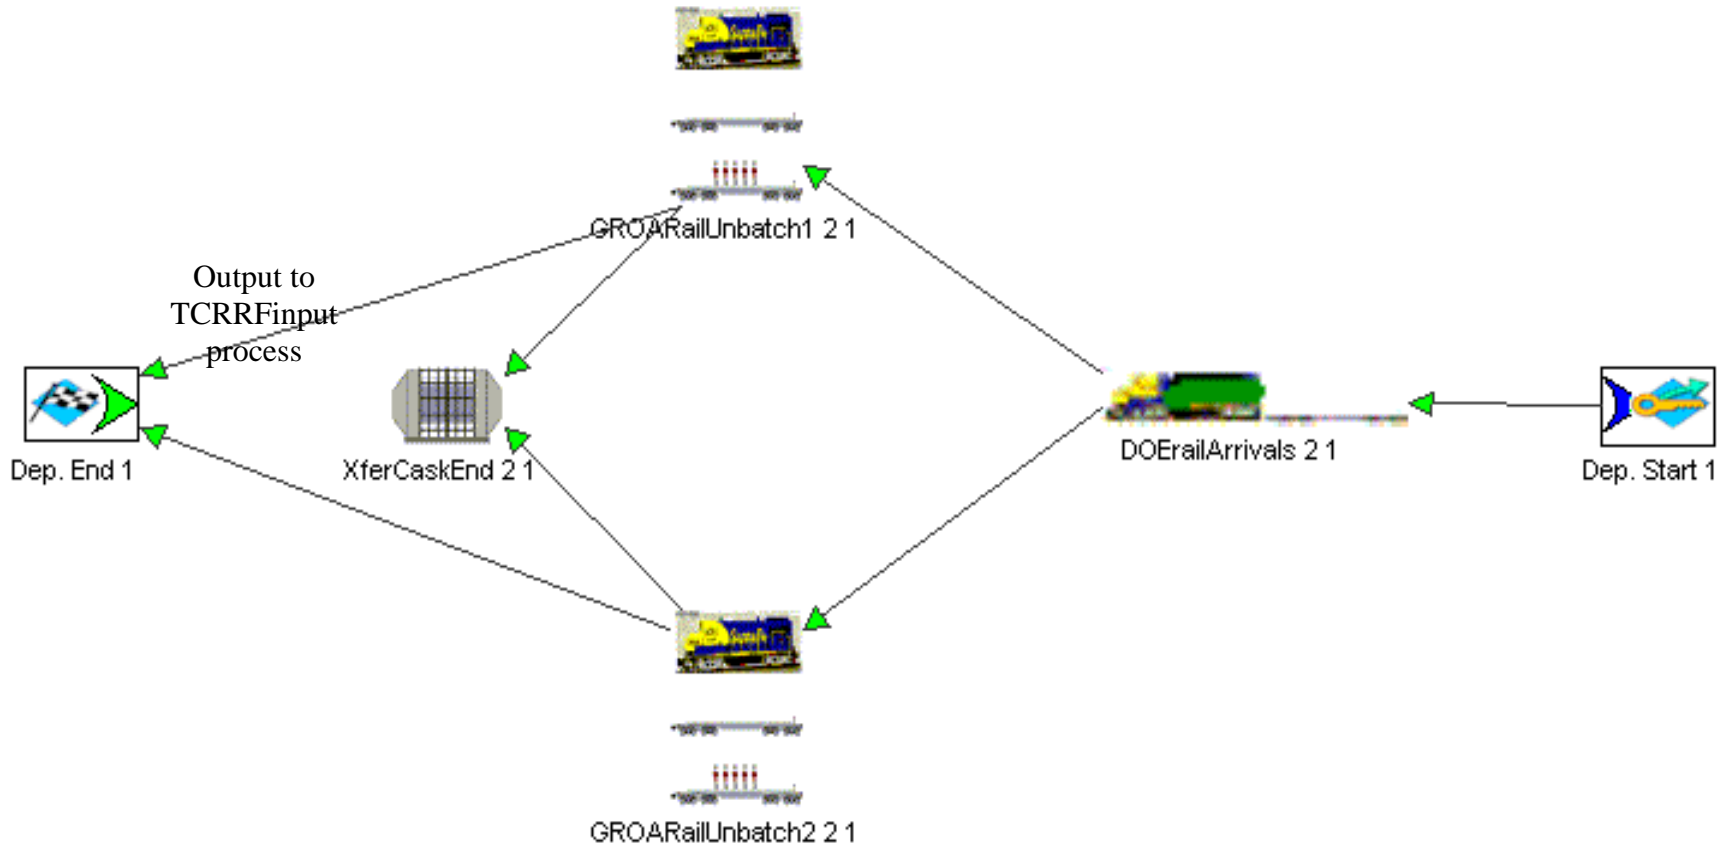 GROARailUnbatch1 2 1
Output to
TCRRFinput
process
Dep. End 1
XferCaskEnd 2 1
DOErailArrivals 2 1
Dep. Start 1
GROARailUnbatch2 2 1